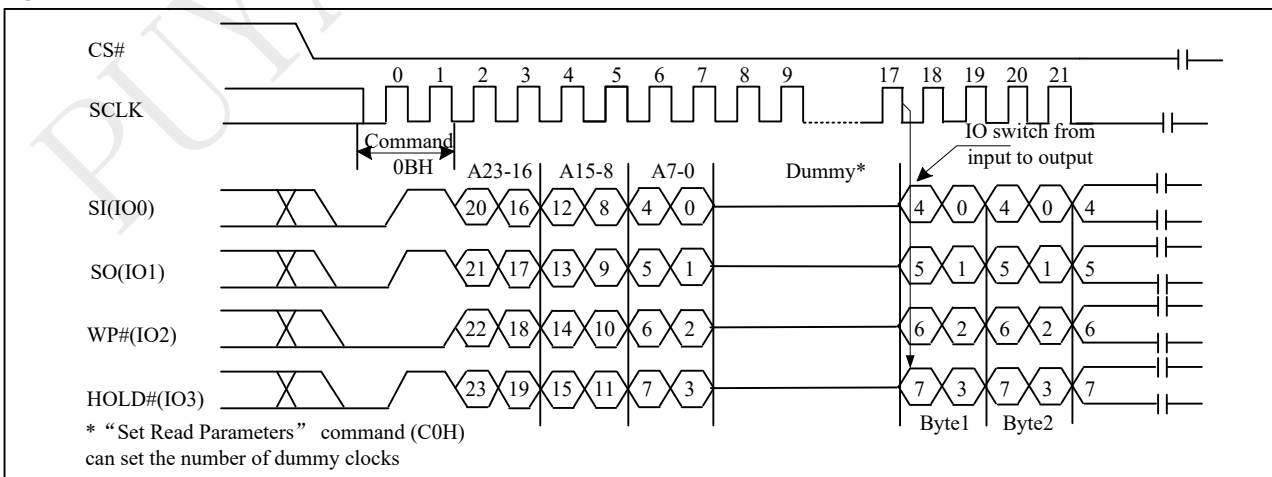 PUYA
CS#
0 1 2 3 4 5 6 7 8 9 17 18 19 20 21
SCLK
Command
0BH
IO switch from
input to output
A23-16 A15-8 A7-0 Dummy*
SI(IO0) 20 16 12 8 4 0 4 0 4 0 4
SO(IO1) 21 17 13 9 5 1 5 1 5 1 5
WP#(IO2) 22 18 14 10 6 2 6 2 6 2 6
HOLD#(IO3) 23 19 15 11 7 3 7 3 7 3 7
Byte1 Byte2
* “Set Read Parameters” command (C0H)
can set the number of dummy clocks